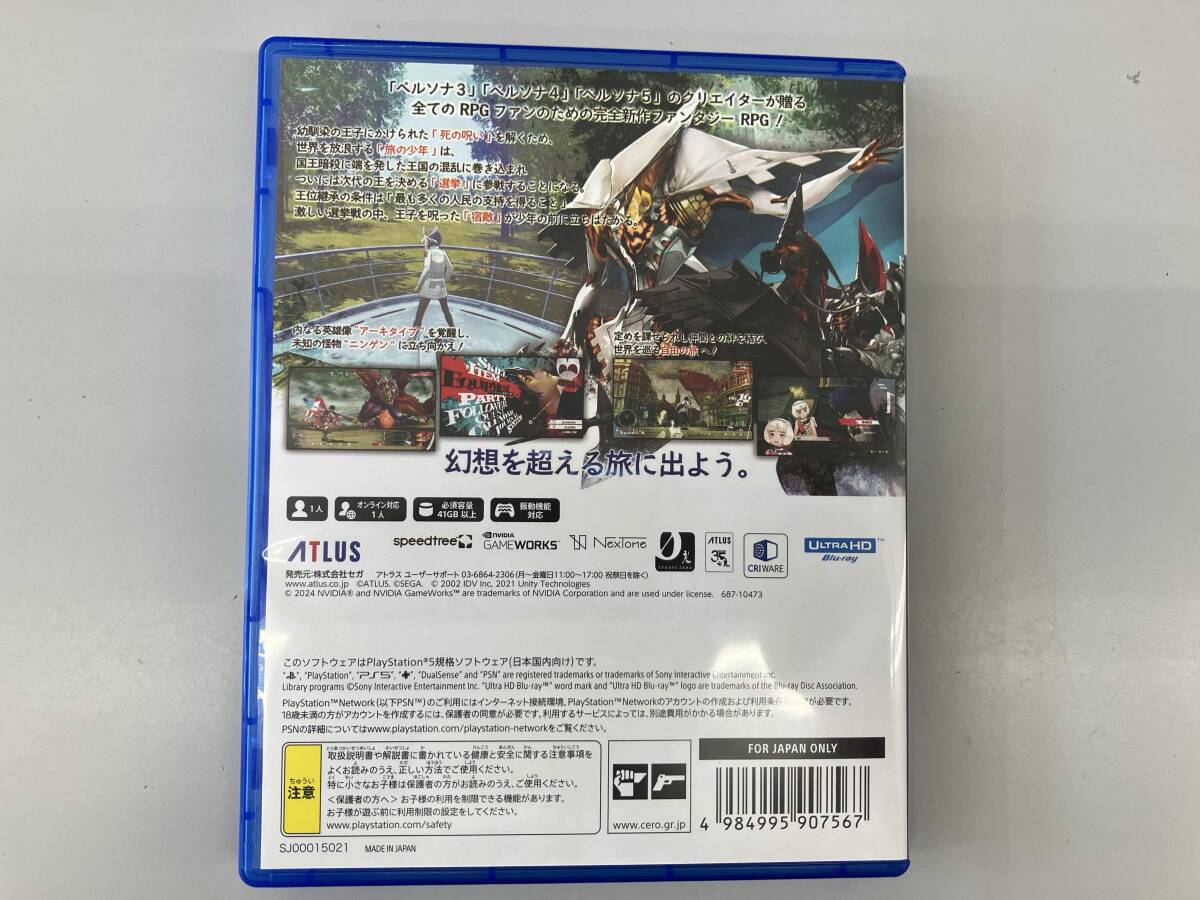 「ペルソナ3」「ペルソナ4」「ペルソナ5」のクリエイターが贈る
全てのRPGファンのための完全新作ファンタジーRPG!
幼馴染の王子にかけられた「死の呪い」を解くため、
世界を放浪する「旅の少年」は、
国王暗殺に端を発した王国の混乱に巻き込まれ
ついには次代の王を決める「選挙」に参戦することになる。
王位継承の条件は「最も多くの人民の支持を得ること」
激しい選挙戦の中、王子を呪った「宿敵」が少年の前に立ちはだかる。
内なる英雄像"アーキタイプ"を覚醒し、
未知の怪物"ニンゲン"に立ち向かえ!
定めを課せられし仲間との絆を結び、
世界を巡る自由の旅へ!
SKILL
ITEM
EQUIPMENT
PARTY
FOLLOWER
QUEST
幻想を超える旅に出よう。
1人
オンライン対応
1人
必須容量
41GB以上
振動機能
対応
ATLUS
speedtree
NVIDIA
GAMEWORKS
NexTone
STUDIO ZERO
ATLUS
35th
CRIWARE
ULTRA HD
Blu-ray
発売元:株式会社セガ アトラス ユーザーサポート 03-6864-2306(月~金曜日11:00~17:00 祝祭日を除く)
www.atlus.co.jp ©ATLUS. ©SEGA. © 2002 IDV Inc, 2021 Unity Technologies
© 2024 NVIDIA® and NVIDIA GameWorks™ are trademarks of NVIDIA Corporation and are used under license. 687-10473
このソフトウェアはPlayStation®5規格ソフトウェア(日本国内向け)です。
"PlayStation", "PS5", "DualSense" and "PSN" are registered trademarks or trademarks of Sony Interactive Entertainment Inc.
Library programs ©Sony Interactive Entertainment Inc. "Ultra HD Blu-ray™" word mark and "Ultra HD Blu-ray™" logo are trademarks of the Blu-ray Disc Association.
PlayStation™Network(以下PSN™)のご利用にはインターネット接続環境、PlayStation™Networkのアカウントの作成および利用条件が必要です。
18歳未満の方がアカウントを作成するには、保護者の同意が必要です。利用するサービスによっては、別途費用がかかる場合があります。
PSNの詳細についてはwww.playstation.com/playstation-networkをご覧ください。
ちゅうい
注意
取扱説明書や解説書に書かれている健康と安全に関する注意事項を
よくお読みのうえ、正しい方法でご使用ください。
特に小さなお子様は保護者の方がお読みのうえ、ご使用ください。
<保護者の方へ>お子様の利用を制限できる機能があります。
お子様が遊ぶ前に利用制限の設定をしてください。
www.playstation.com/safety
www.cero.gr.jp
FOR JAPAN ONLY
4 984995 907567
SJ00015021 MADE IN JAPAN